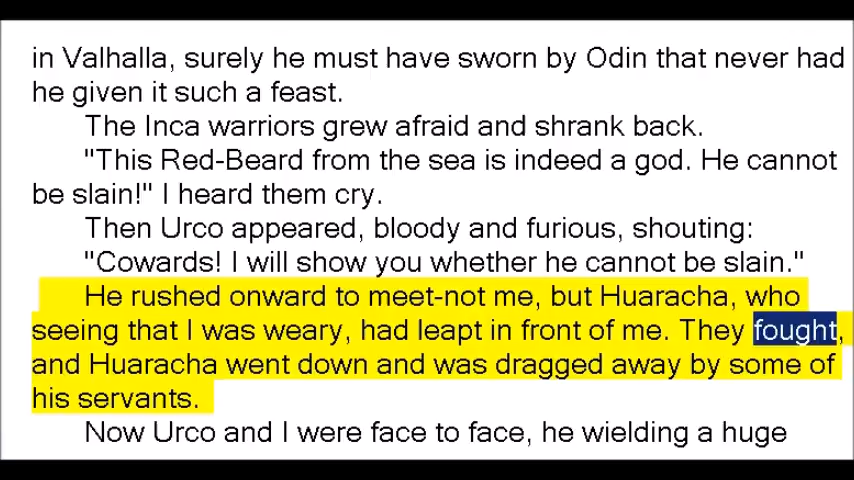 in Valhalla, surely he must have sworn by Odin that never had
he given it such a feast.
The Inca warriors grew afraid and shrank back.
"This Red-Beard from the sea is indeed a god. He cannot
be slain!" I heard them cry.
Then Urco appeared, bloody and furious, shouting:
"Cowards! I will show you whether he cannot be slain."
He rushed onward to meet-not me, but Huaracha, who
seeing that I was weary, had leapt in front of me. They fought,
and Huaracha went down and was dragged away by some of
his servants.
Now Urco and I were face to face, he wielding a huge